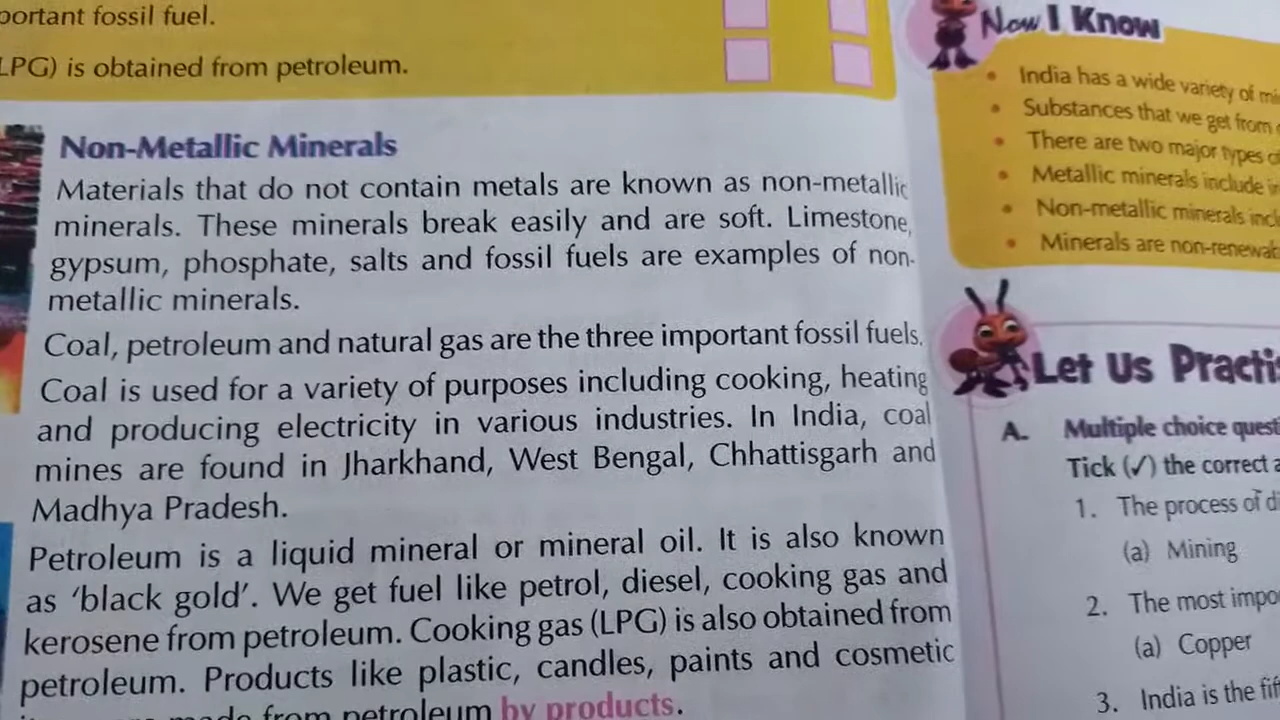 portant fossil fuel.
LPG) is obtained from petroleum.
Non-Metallic Minerals
Materials that do not contain metals are known as non-metallic
minerals. These minerals break easily and are soft. Limestone,
gypsum, phosphate, salts and fossil fuels are examples of non-
metallic minerals.
Coal, petroleum and natural gas are the three important fossil fuels.
Coal is used for a variety of purposes including cooking, heating
and producing electricity in various industries. In India, coal
mines are found in Jharkhand, West Bengal, Chhattisgarh and
Madhya Pradesh.
Petroleum is a liquid mineral or mineral oil. It is also known
as ‘black gold’. We get fuel like petrol, diesel, cooking gas and
kerosene from petroleum. Cooking gas (LPG) is also obtained from
petroleum. Products like plastic, candles, paints and cosmetic
made from petroleum by products.
Now I Know
• India has a wide variety of mi
• Substances that we get from
• There are two major types o
• Metallic minerals include i
• Non-metallic minerals incl
• Minerals are non-renewa
Let Us Practi
A. Multiple choice quest
Tick (✓) the correct a
1. The process of d
(a) Mining
2. The most impo
(a) Copper
3. India is the fif